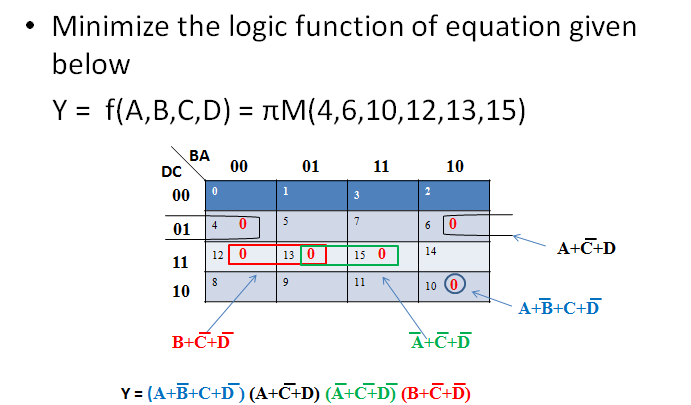 • Minimize the logic function of equation given
below
Y = f(A,B,C,D) = πM(4,6,10,12,13,15)
BA
DC
00 01 11 10
00 0 1 3 2
01 4 0 5 7 6 0
11 12 0 13 0 15 0 14
10 8 9 11 10 0
A+C̅+D
A+B̅+C+D̅
B+C̅+D̅ A̅+C̅+D̅
Y = (A+B̅+C+D̅) (A+C̅+D) (A̅+C̅+D̅) (B+C̅+D̅)